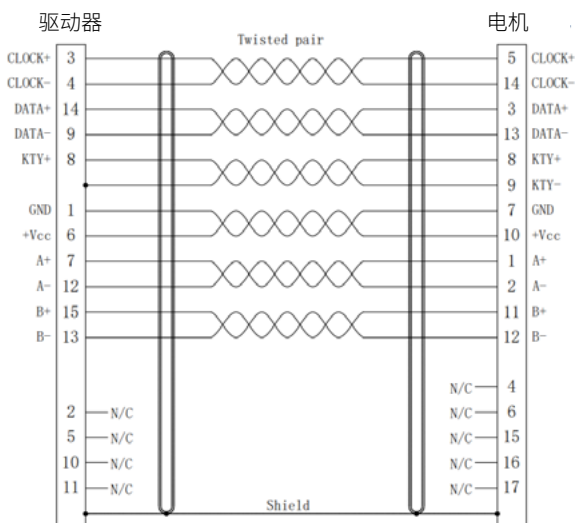 驱动器 电机
Twisted pair
CLOCK+ 3 5 CLOCK+
CLOCK- 4 14 CLOCK-
DATA+ 14 3 DATA+
DATA- 9 13 DATA-
KTY+ 8 8 KTY+
9 KTY-
GND 1 7 GND
+Vcc 6 10 +Vcc
A+ 7 1 A+
A- 12 2 A-
B+ 15 11 B+
B- 13 12 B-
N/C 4
2 N/C N/C 6
5 N/C N/C 15
10 N/C N/C 16
11 N/C N/C 17
Shield